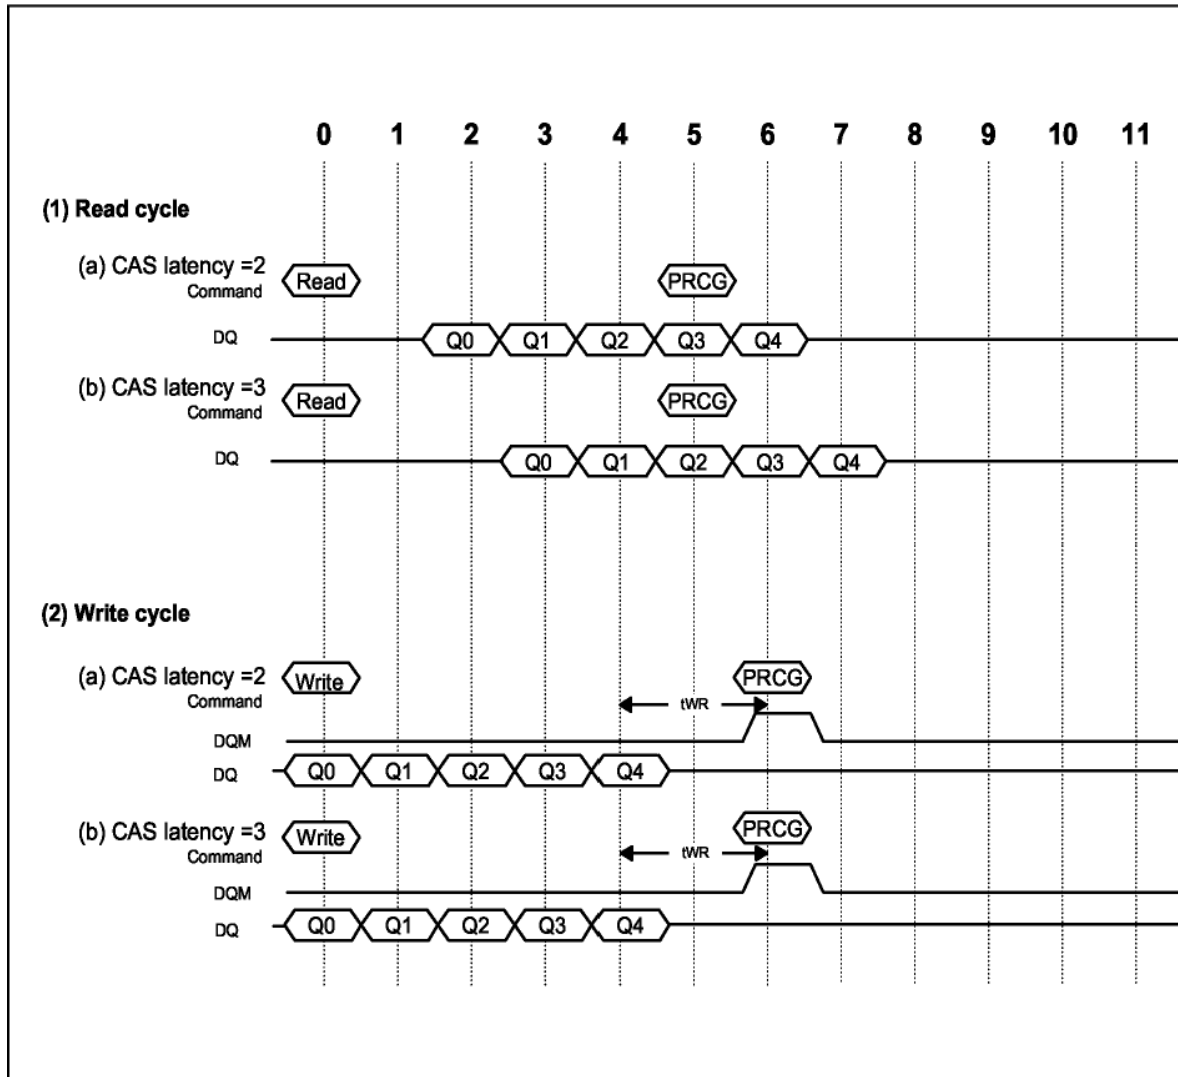 0 1 2 3 4 5 6 7 8 9 10 11
(1) Read cycle
(a) CAS latency =2
Command Read PRCG
DQ Q0 Q1 Q2 Q3 Q4
(b) CAS latency =3
Command Read PRCG
DQ Q0 Q1 Q2 Q3 Q4
(2) Write cycle
(a) CAS latency =2 Write PRCG
Command tWR
DQM
DQ Q0 Q1 Q2 Q3 Q4
(b) CAS latency =3 Write PRCG
Command tWR
DQM
DQ Q0 Q1 Q2 Q3 Q4